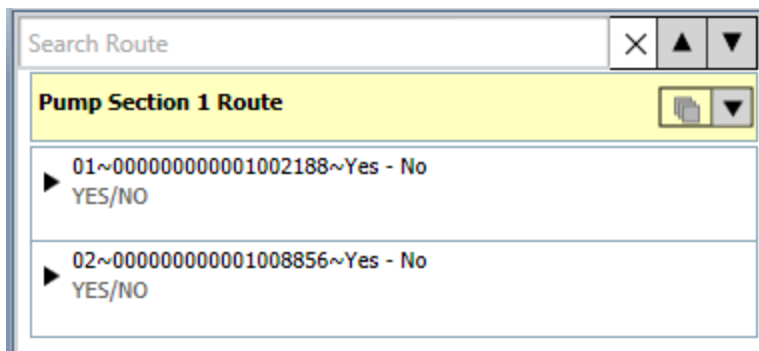 Search Route
Pump Section 1 Route
01~000000000001002188~Yes - No
YES/NO
02~000000000001008856~Yes - No
YES/NO